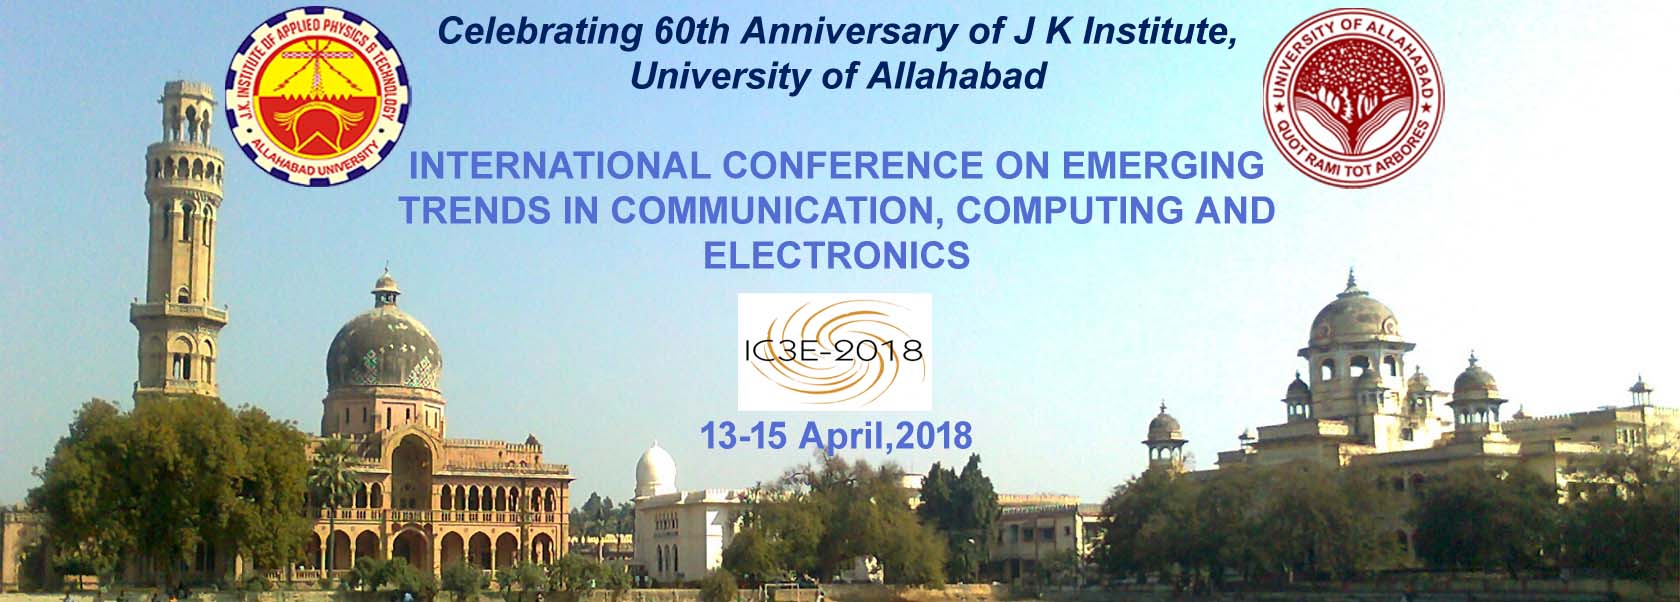 Celebrating 60th Anniversary of J K Institute,
University of Allahabad
J.K. INSTITUTE OF APPLIED PHYSICS & TECHNOLOGY
• ALLAHABAD UNIVERSITY •
★ UNIVERSITY OF ALLAHABAD ★
QUOT RAMI TOT ARBORES
INTERNATIONAL CONFERENCE ON EMERGING
TRENDS IN COMMUNICATION, COMPUTING AND
ELECTRONICS
IC3E-2018
13-15 April,2018